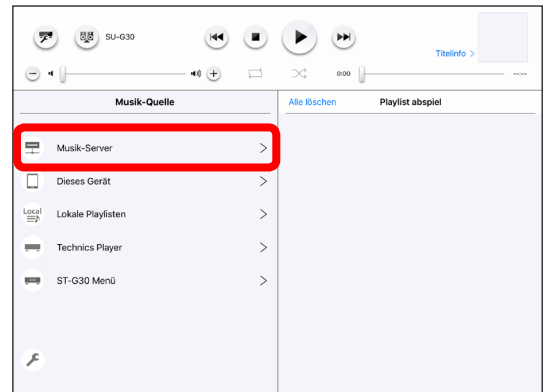 SU-G30
Titelinfo >
0:00
--:--
Musik-Quelle
Alle löschen
Playlist abspiel
Musik-Server
Dieses Gerät
Local
Lokale Playlisten
Technics Player
ST-G30 Menü